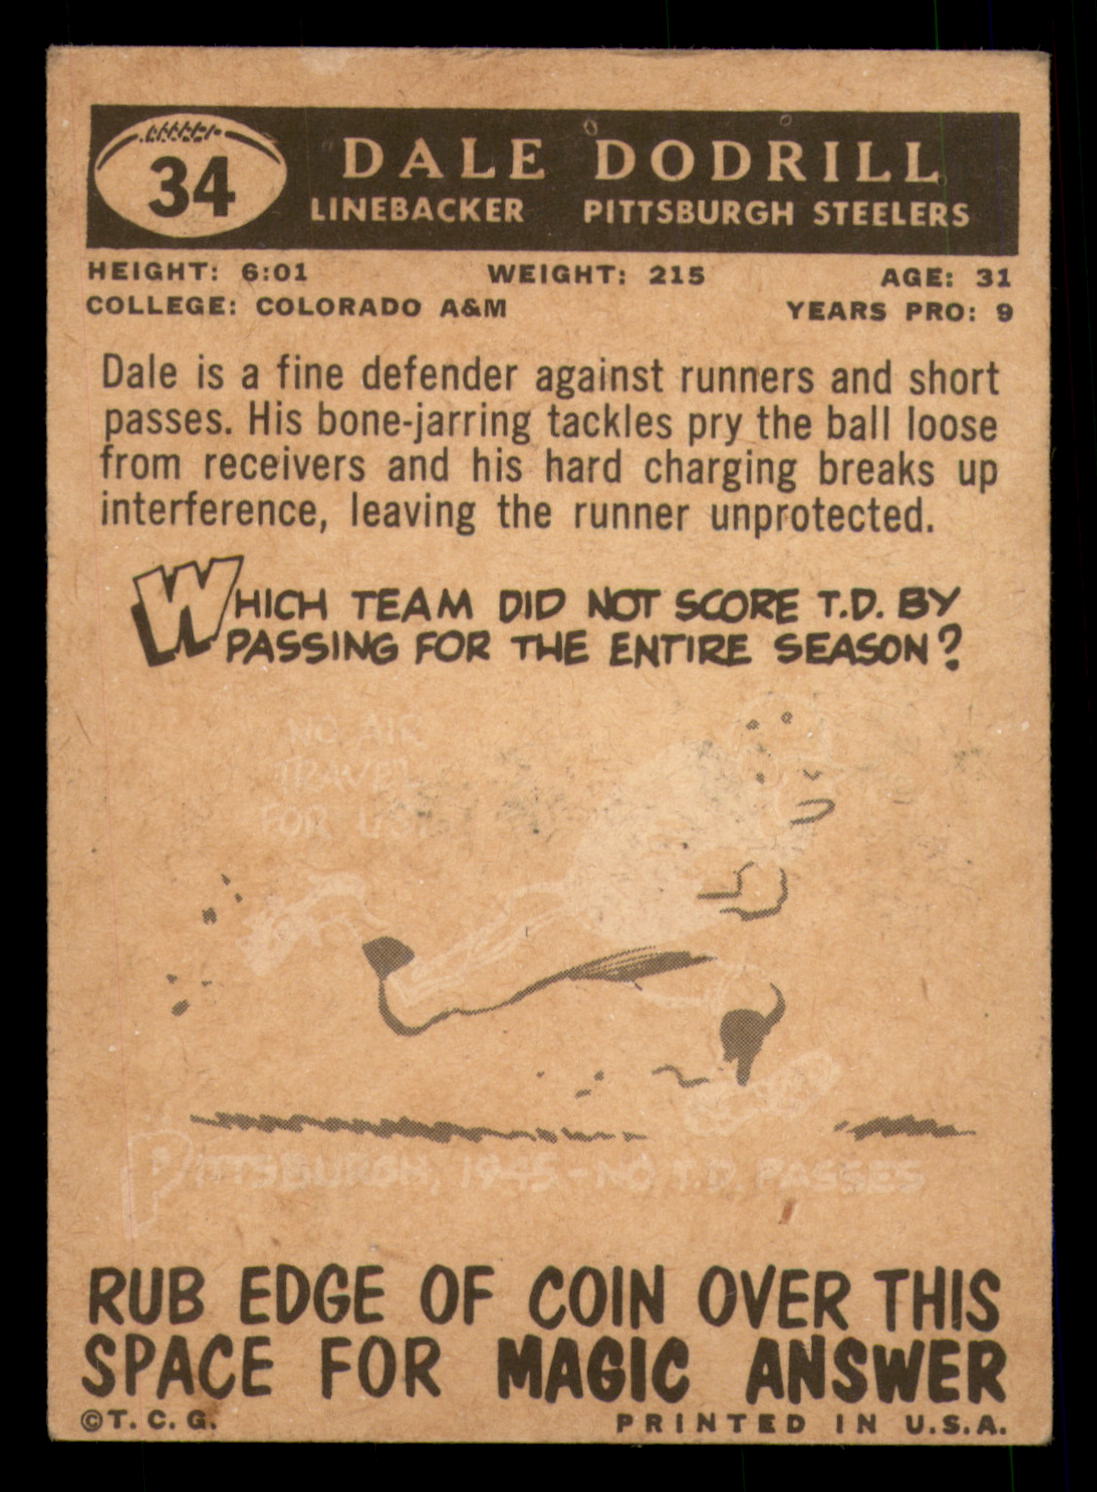 34
DALE DODRILL
LINEBACKER PITTSBURGH STEELERS
HEIGHT: 6:01 WEIGHT: 215 AGE: 31
COLLEGE: COLORADO A&M YEARS PRO: 9
Dale is a fine defender against runners and short
passes. His bone-jarring tackles pry the ball loose
from receivers and his hard charging breaks up
interference, leaving the runner unprotected.
WHICH TEAM DID NOT SCORE T.D. BY
PASSING FOR THE ENTIRE SEASON?
NO AIR
TRAVEL
FOR US!
PITTSBURGH, 1945-NO T.D. PASSES
RUB EDGE OF COIN OVER THIS
SPACE FOR MAGIC ANSWER
©T. C. G. PRINTED IN U.S.A.